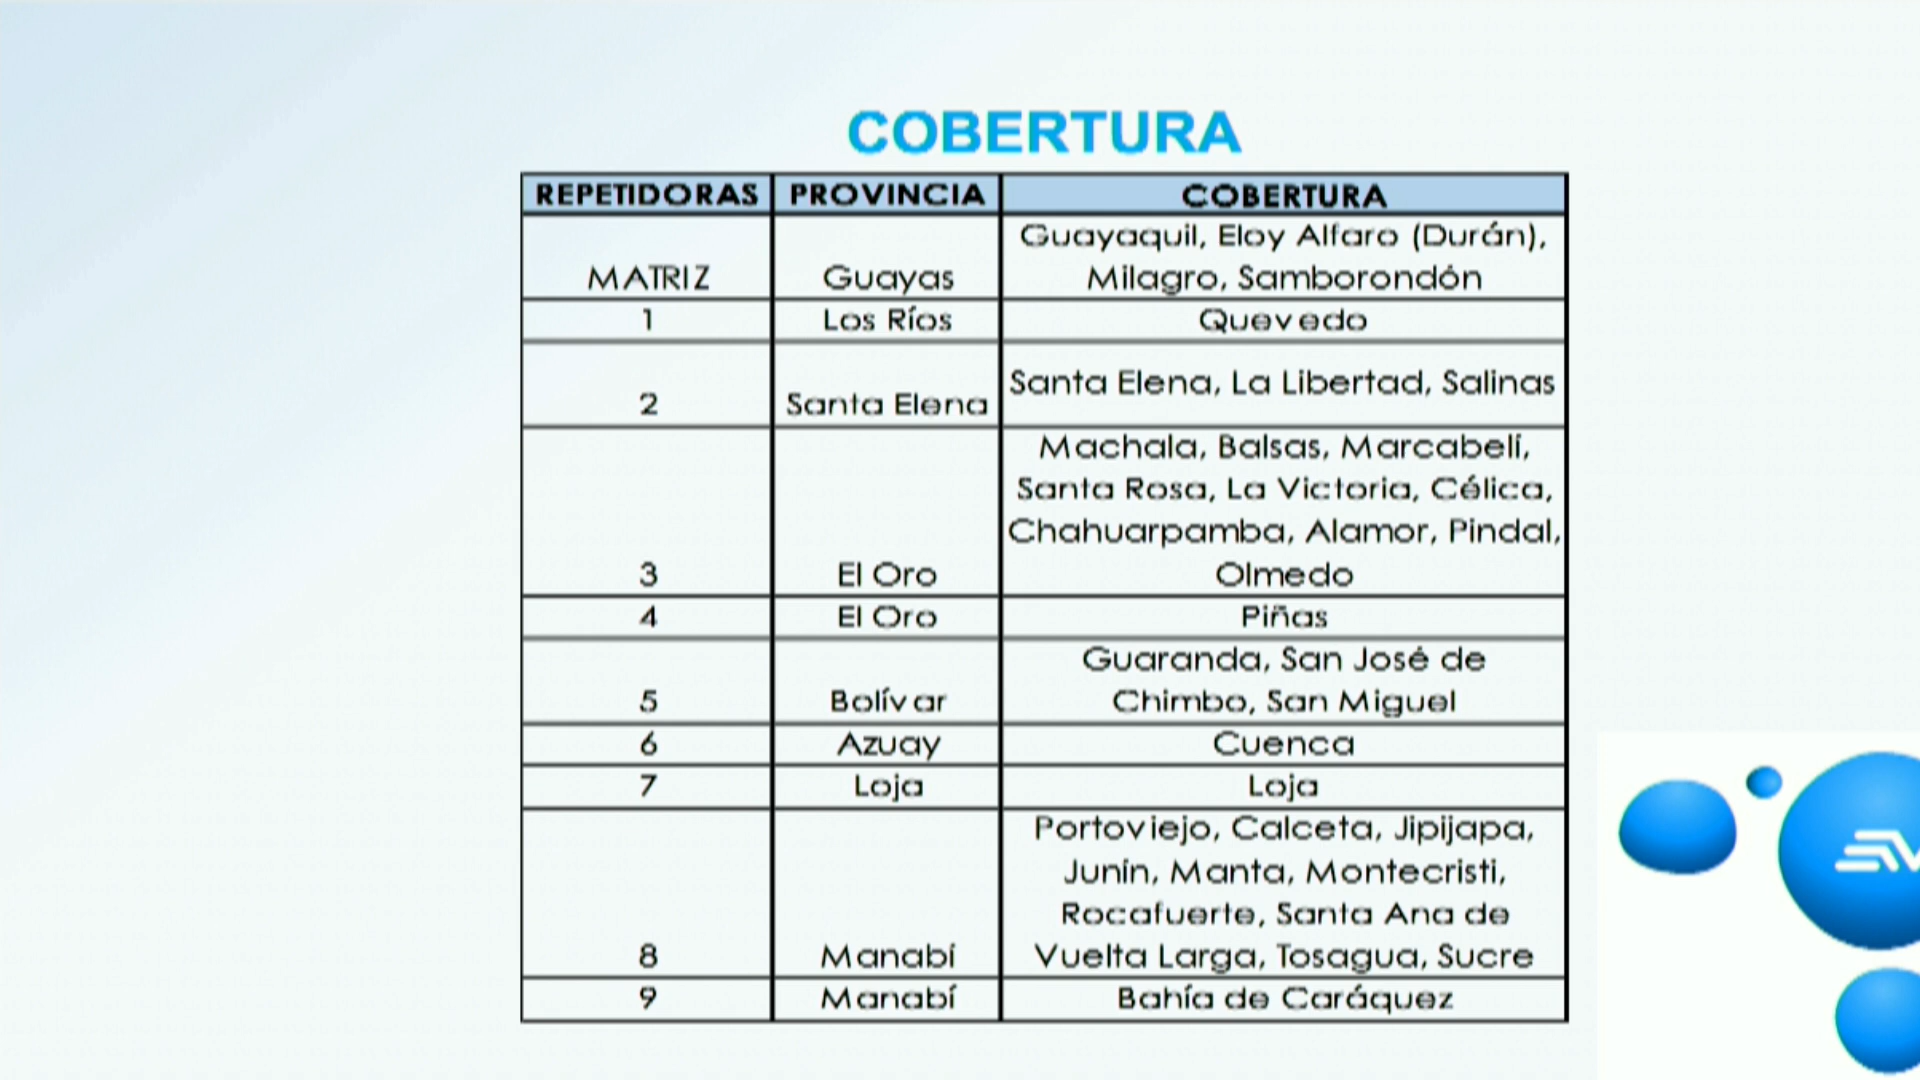 COBERTURA
REPETIDORAS PROVINCIA COBERTURA
Guayaquil, Eloy Alfaro (Durán),
MATRIZ Guayas Milagro, Samborondón
1 Los Ríos Quevedo
Santa Elena, La Libertad, Salinas
2 Santa Elena
Machala, Balsas, Marcabelí,
Santa Rosa, La Victoria, Célica,
Chahuarpamba, Alamor, Pindal,
3 El Oro Olmedo
4 El Oro Piñas
Guaranda, San José de
5 Bolívar Chimbo, San Miguel
6 Azuay Cuenca
7 Loja Loja
Portoviejo, Calceta, Jipijapa,
Junín, Manta, Montecristi,
Rocafuerte, Santa Ana de
8 Manabí Vuelta Larga, Tosagua, Sucre
9 Manabí Bahía de Caráquez